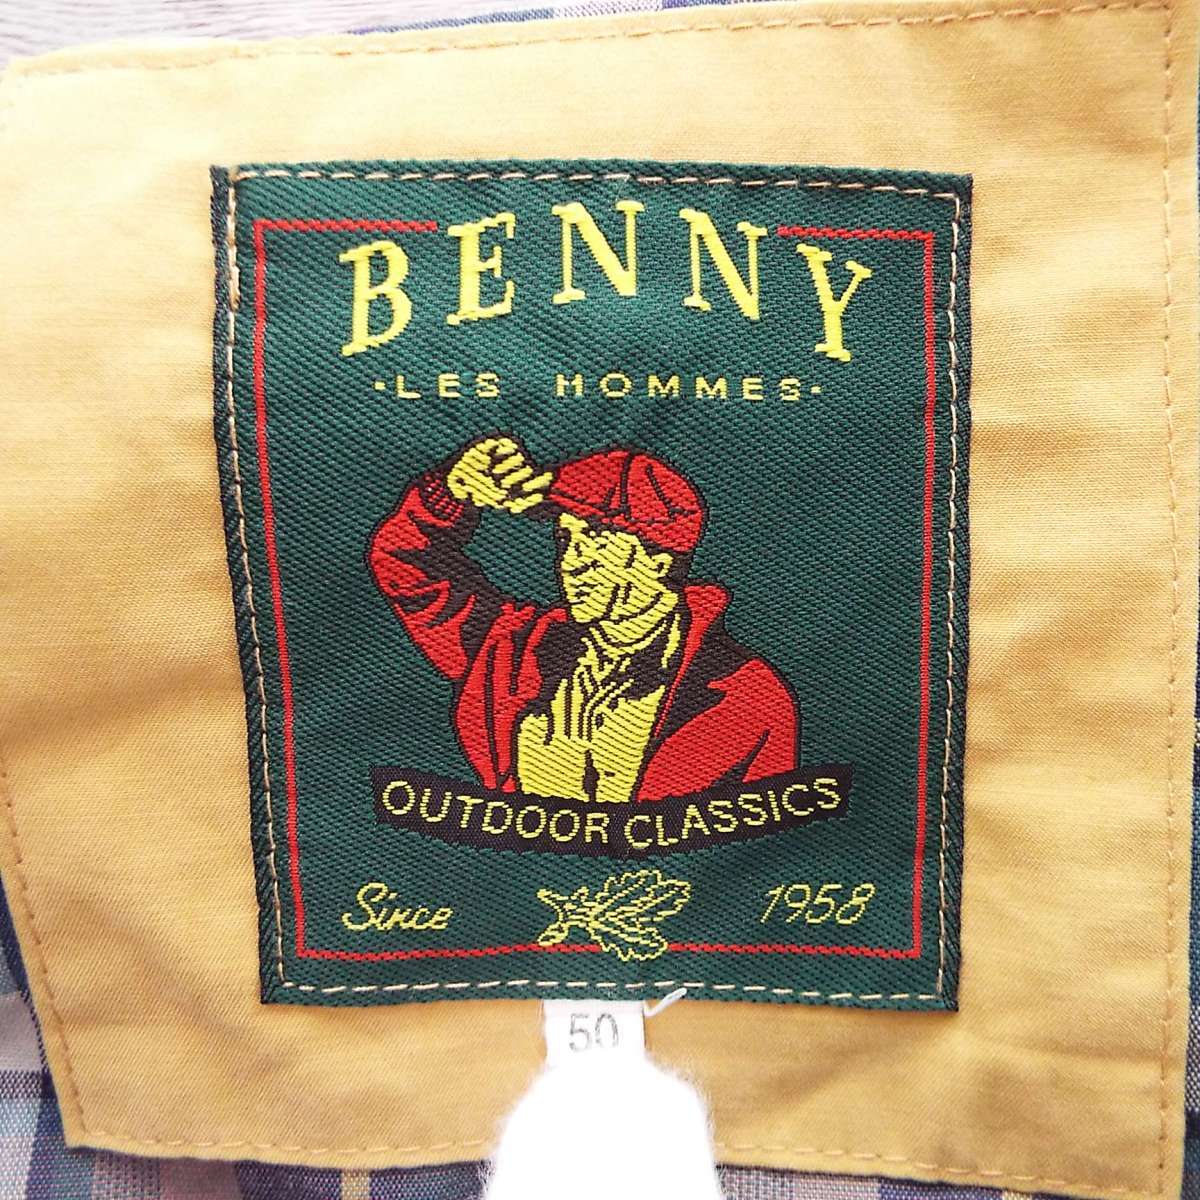 BENNY
·LES HOMMES·
OUTDOOR CLASSICS
Since 1958
50